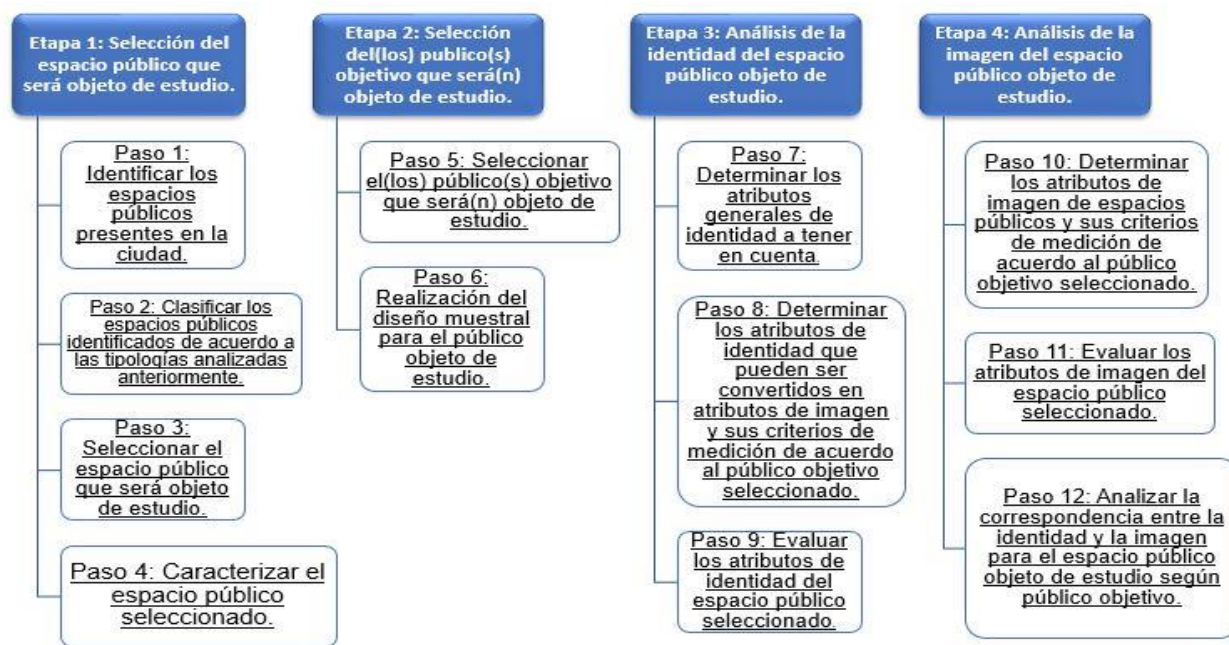 Etapa 1: Selección del
espacio público que
será objeto de estudio.
Paso 1:
Identificar los
espacios
públicos
presentes en la
ciudad.
Paso 2: Clasificar los
espacios públicos
identificados de acuerdo a
las tipologías analizadas
anteriormente.
Paso 3:
Seleccionar el
espacio público
que será objeto
de estudio.
Paso 4: Caracterizar el
espacio público
seleccionado.
Etapa 2: Selección
del(los) publico(s)
objetivo que será(n)
objeto de estudio.
Paso 5: Seleccionar
el(los) público(s) objetivo
que será(n) objeto de
estudio.
Paso 6:
Realización del
diseño muestral
para el público
objeto de
estudio.
Etapa 3: Análisis de la
identidad del espacio
público objeto de
estudio.
Paso 7:
Determinar los
atributos
generales de
identidad a tener
en cuenta.
Paso 8: Determinar
los atributos de
identidad que
pueden ser
convertidos en
atributos de imagen
y sus criterios de
medición de acuerdo
al público objetivo
seleccionado.
Paso 9: Evaluar
los atributos de
identidad del
espacio público
seleccionado.
Etapa 4: Análisis de la
imagen del espacio
público objeto de
estudio.
Paso 10: Determinar
los atributos de
imagen de espacios
públicos y sus criterios
de medición de
acuerdo al público
objetivo seleccionado.
Paso 11: Evaluar los
atributos de imagen del
espacio público
seleccionado.
Paso 12: Analizar la
correspondencia entre la
identidad y la imagen
para el espacio público
objeto de estudio según
público objetivo.